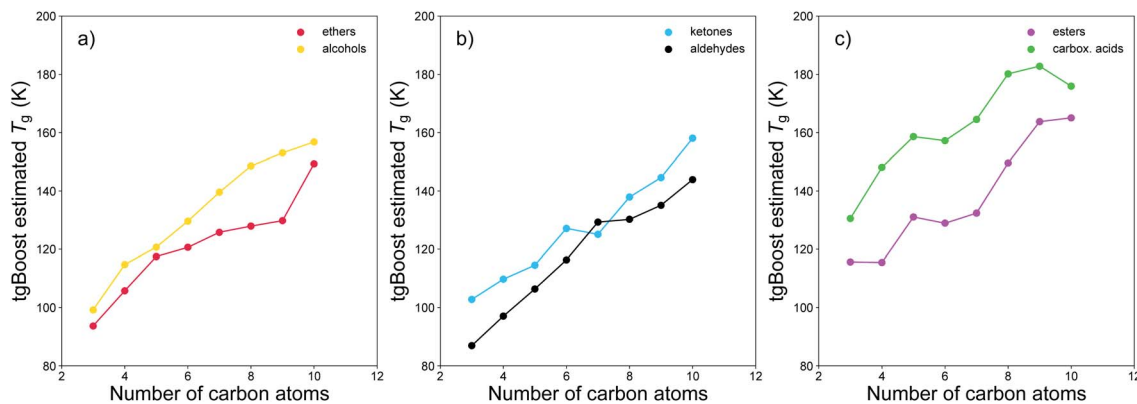 a)
ethers
alcohols
tgBoost estimated Tg (K)
200
180
160
140
120
100
80
2 4 6 8 10 12
Number of carbon atoms
b)
ketones
aldehydes
tgBoost estimated Tg (K)
200
180
160
140
120
100
80
2 4 6 8 10 12
Number of carbon atoms
c)
esters
carbox. acids
tgBoost estimated Tg (K)
200
180
160
140
120
100
80
2 4 6 8 10 12
Number of carbon atoms